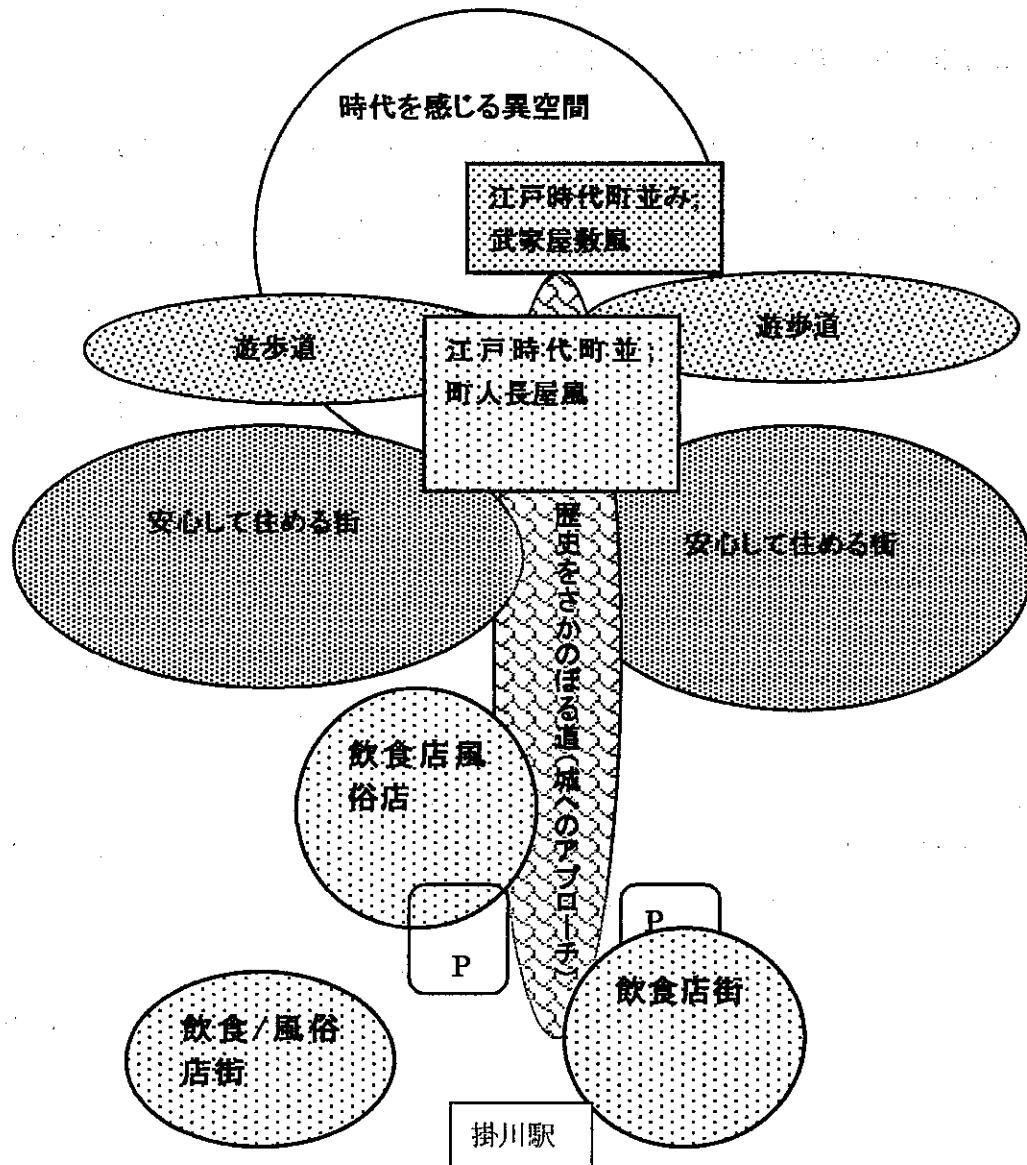 時代を感じる異空間
江戸時代町並み;
武家屋敷風
遊歩道
遊歩道
江戸時代町並;
町人長屋風
安心して住める街
安心して住める街
歴史をさかのぼる道(城へのアプローチ)
飲食店風
俗店
P
P
飲食店街
飲食/風俗
店街
掛川駅